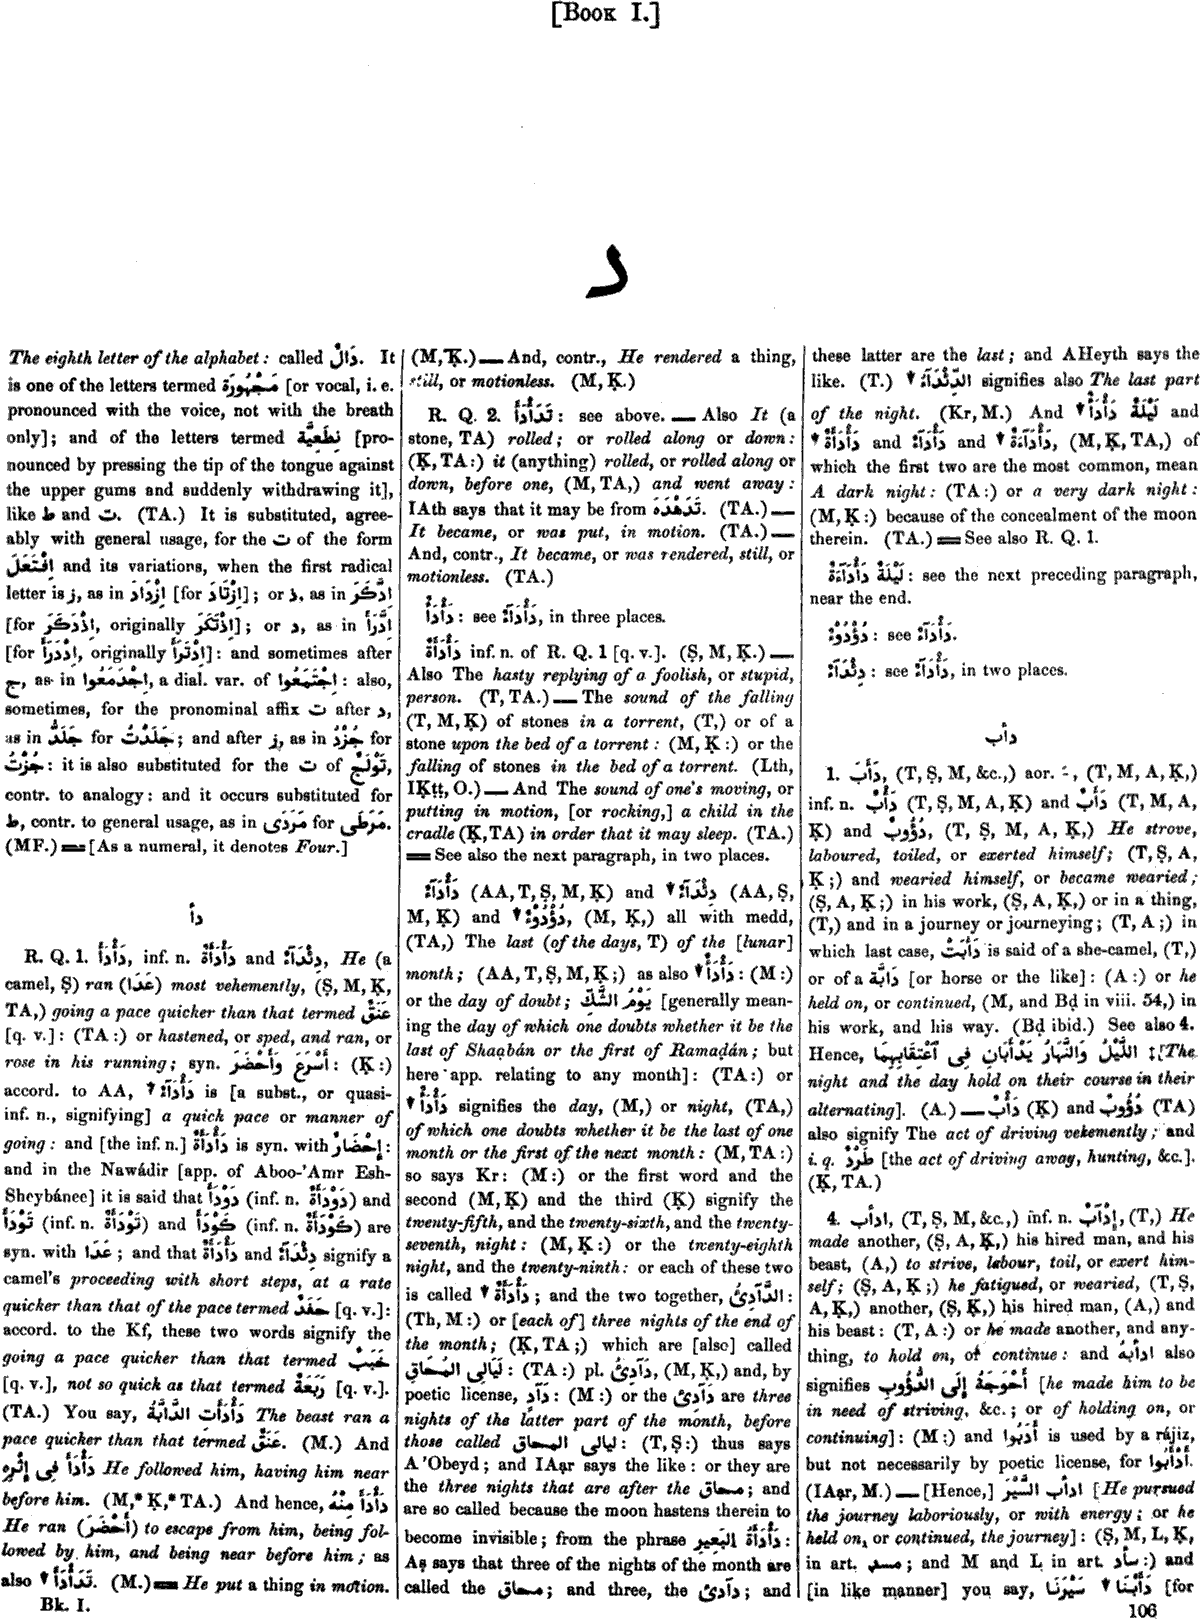 [BOOK I.]
د
The eighth letter of the alphabet: called دَالٌ. It
is one of the letters termed مَجْهُورَة [or vocal, i. e.
pronounced with the voice, not with the breath
only]; and of the letters termed نِطَعِيَّة [pro-
nounced by pressing the tip of the tongue against
the upper gums and suddenly withdrawing it],
like ط and ت. (TA.) It is substituted, agree-
ably with general usage, for the ت of the form
اِفْتَعَلَ and its variations, when the first radical
letter is ز, as in اِزْدَادَ [for اِزْتَادَ]; or ذ, as in اِدَّكَرَ
[for اِذْدَكَرَ, originally اِذْتَكَرَ]; or د, as in اِدَّرَأَ
[for اِدْدَرَأَ, originally اِدْتَرَأَ]: and sometimes after
ج, as in اِجْدَمَعُوا, a dial. var. of اِجْتَمَعُوا: also,
sometimes, for the pronominal affix ت after د,
as in جَلَدُّ for جَلَدْتُ; and after ز, as in جُزْدُ for
جُزْتُ: it is also substituted for the ت of تَوْلَجٌ,
contr. to analogy: and it occurs substituted for
ط, contr. to general usage, as in مَرَدَى for مَرَطَى.
(MF.) ═ [As a numeral, it denotes Four.]
دأ
R. Q. 1. دَأْدَأَ, inf. n. دَأْدَأَةٌ and دِئْدَآءٌ, He (a
camel, Ṣ) ran (عَدَا) most vehemently, (Ṣ, M, Ḳ,
TA,) going a pace quicker than that termed عَنَقٌ
[q. v.]: (TA:) or hastened, or sped, and ran, or
rose in his running; syn. أَسْرَعَ وَأَحْضَرَ: (Ḳ:)
accord. to AA, ▼ دَأْدَآءٌ is [a subst., or quasi-
inf. n., signifying] a quick pace or manner of
going: and [the inf. n.] دَأْدَأَةٌ is syn. with إِحْضَارٌ:
and in the Nawádir [app. of Aboo-'Amr Esh-
Sheybánee] it is said that دَوْدَأَ (inf. n. دَوْدَأَةٌ) and
تَوْدَأَ (inf. n. تَوْدَأَةٌ) and كَوْدَأَ (inf. n. كَوْدَأَةٌ) are
syn. with عَدَا; and that دَأْدَأَةٌ and دِئْدَآءٌ signify a
camel's proceeding with short steps, at a rate
quicker than that of the pace termed حَفَدٌ [q. v.]:
accord. to the Kf, these two words signify the
going a pace quicker than that termed خَبَبٌ
[q. v.], not so quick as that termed رَبَعَةٌ [q. v.].
(TA.) You say, دَأْدَأَتِ الدَّابَّةُ The beast ran a
pace quicker than that termed عَنَقٌ. (M.) And
دَأْدَأَ فِى إِثْرِهِ He followed him, having him near
before him. (M,* Ḳ,* TA.) And hence, دَأْدَأَ مِنْهُ
He ran (أَحْضَرَ) to escape from him, being fol-
lowed by him, and being near before him; as
also ▼ تَدَأْدَأَ. (M.) ═ He put a thing in motion.
Bk. I.
(M, Ḳ.) — And, contr., He rendered a thing,
still, or motionless. (M, Ḳ.)
R. Q. 2. تَدَأْدَأَ: see above. — Also It (a
stone, TA) rolled; or rolled along or down:
(Ḳ, TA:) it (anything) rolled, or rolled along or
down, before one, (M, TA,) and went away:
IAth says that it may be from تَدَهْدَهَ. (TA.) —
It became, or was put, in motion. (TA.) —
And, contr., It became, or was rendered, still, or
motionless. (TA.)
دَأْدَأٌ: see دَأْدَآءٌ, in three places.
دَأْدَأَةٌ inf. n. of R. Q. 1 [q. v.]. (Ṣ, M, Ḳ.) —
Also The hasty replying of a foolish, or stupid,
person. (T, TA.) — The sound of the falling
(T, M, Ḳ) of stones in a torrent, (T,) or of a
stone upon the bed of a torrent: (M, Ḳ:) or the
falling of stones in the bed of a torrent. (Lth,
IḲṭṭ, O.) — And The sound of one's moving, or
putting in motion, [or rocking,] a child in the
cradle (Ḳ, TA) in order that it may sleep. (TA.)
═ See also the next paragraph, in two places.
دَأْدَآءٌ (AA, T, Ṣ, M, Ḳ) and ▼ دِئْدَآءٌ (AA, Ṣ,
M, Ḳ) and ▼ دُؤْدُوْءٌ, (M, Ḳ,) all with medd,
(TA,) The last (of the days, T) of the [lunar]
month; (AA, T, Ṣ, M, Ḳ;) as also ▼ دَأْدَأٌ: (M:)
or the day of doubt; يَوْمُ الشَّكِّ [generally mean-
ing the day of which one doubts whether it be the
last of Shaạbán or the first of Ramaḍán; but
here app. relating to any month]: (TA:) or
▼ دَأْدَأٌ signifies the day, (M,) or night, (TA,)
of which one doubts whether it be the last of one
month or the first of the next month: (M, TA:)
so says Kr: (M:) or the first word and the
second (M, Ḳ) and the third (Ḳ) signify the
twenty-fifth, and the twenty-sixth, and the twenty-
seventh, night: (M, Ḳ:) or the twenty-eighth
night, and the twenty-ninth: or each of these two
is called ▼ دَأْدَأَةٌ; and the two together, الدَّآدِئُ:
(Th, M:) or [each of] three nights of the end of
the month; (Ḳ, TA;) which are [also] called
لَيَالِى المُحَاقِ: (TA:) pl. دَآدِئُ, (M, Ḳ,) and, by
poetic license, دَآدٍ: (M:) or the دَآدِئ are three
nights of the latter part of the month, before
those called ليالى المحاق: (T, Ṣ:) thus says
A'Obeyd; and IAạr says the like: or they are
the three nights that are after the محاق; and
are so called because the moon hastens therein to
become invisible; from the phrase دَأْدَأَةُ البَعِيرِ:
Aṣ says that three of the nights of the month are
called the محاق; and three, the دآدئ; and
these latter are the last; and AHeyth says the
like. (T.) ▼ الدِّئْدَآءُ signifies also The last part
of the night. (Kr, M.) And لَيْلَةٌ دَأْدَأٌ ▼ and
▼ دَأْدَأَةٌ and دَأْدَآءٌ and ▼ دَأْدَآءَةٌ, (M, Ḳ, TA,) of
which the first two are the most common, mean
A dark night: (TA:) or a very dark night:
(M, Ḳ:) because of the concealment of the moon
therein. (TA.) ═ See also R. Q. 1.
لَيْلَةٌ دَأْدَآءَةٌ: see the next preceding paragraph,
near the end.
دُؤْدُوْءٌ: see دَأْدَآءٌ.
دِئْدَآءٌ: see دَأْدَآءٌ, in two places.
دأب
1. دَأَبَ, (T, Ṣ, M, &c.,) aor. ـَ, (T, M, A, Ḳ,)
inf. n. دَأْبٌ (T, Ṣ, M, A, Ḳ) and دَأَبٌ (T, M, A,
Ḳ) and دُؤُوبٌ, (T, Ṣ, M, A, Ḳ,) He strove,
laboured, toiled, or exerted himself; (T, Ṣ, A,
Ḳ;) and wearied himself, or became wearied;
(Ṣ, A, Ḳ;) in his work, (Ṣ, A, Ḳ,) or in a thing,
(T,) and in a journey or journeying; (T, A;) in
which last case, دَأَبَتْ is said of a she-camel, (T,)
or of a دَابَّة [or horse or the like]: (A:) or he
held on, or continued, (M, and Bḍ in viii. 54,) in
his work, and his way. (Bḍ ibid.) See also 4.
Hence, اللَّيْلُ وَالنَّهَارُ يَدْأَبَانِ فِى اعْتِقَابِهِمَا ‡ [The
night and the day hold on their course in their
alternating]. (A.) — دَأْبٌ (Ḳ) and دُؤُوبٌ (TA)
also signify The act of driving vehemently; and
i. q. طَرْدٌ [the act of driving away, hunting, &c.].
(Ḳ, TA.)
4. ادأب, (T, Ṣ, M, &c.,) inf. n. إِدْآبٌ, (T,) He
made another, (Ṣ, A, Ḳ,) his hired man, and his
beast, (A,) to strive, labour, toil, or exert him-
self; (Ṣ, A, Ḳ;) he fatigued, or wearied, (T, Ṣ,
A, Ḳ,) another, (Ṣ, Ḳ,) his hired man, (A,) and
his beast: (T, A:) or he made another, and any-
thing, to hold on, or continue: and ادأبهُ also
signifies أَحْوَجَهُ إِلَى الدُّؤُوبِ [he made him to be
in need of striving, &c.; or of holding on, or
continuing]: (M:) and أَدَبُوا is used by a rájiz,
but not necessarily by poetic license, for أَدْأَبُوا.
(IAạr, M.) — [Hence,] ادأب السَّيْرَ [He pursued
the journey laboriously, or with energy; or he
held on, or continued, the journey]: (Ṣ, M, L, Ḳ,
in art. مسد; and M and L in art. سأد:) and
[in like manner] you say, دَأَّبْنَا ▼ سَيْرَنَا [for
106